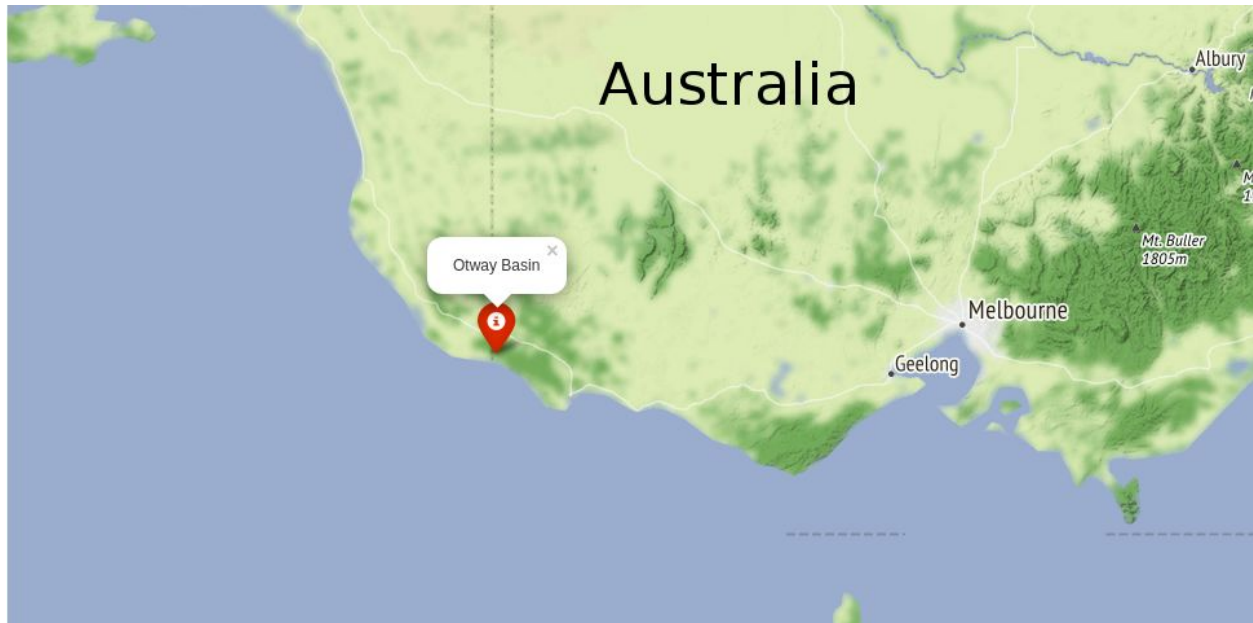 Australia
Albury
Mt. Buller
1805m
Otway Basin
×
Melbourne
Geelong